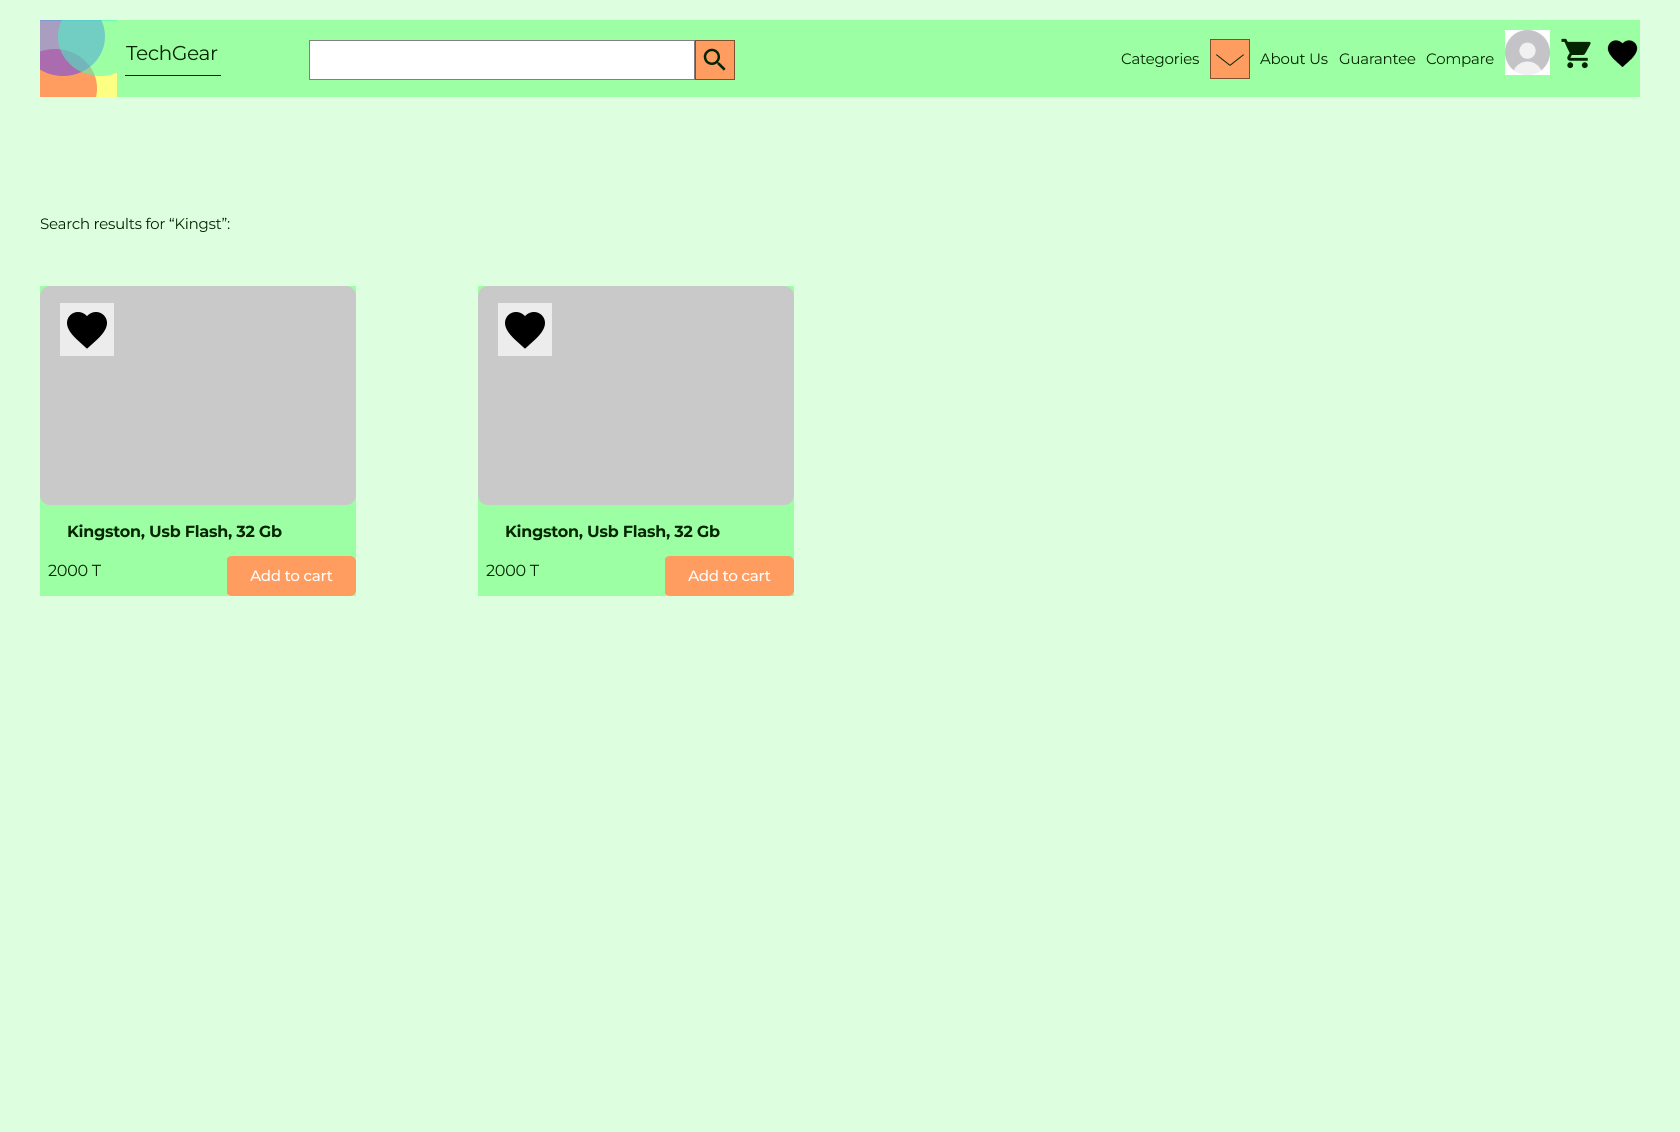 TechGear
Categories
About Us
Guarantee
Compare
Search results for “Kingst”:
Kingston, Usb Flash, 32 Gb
2000 T
Add to cart
Kingston, Usb Flash, 32 Gb
2000 T
Add to cart